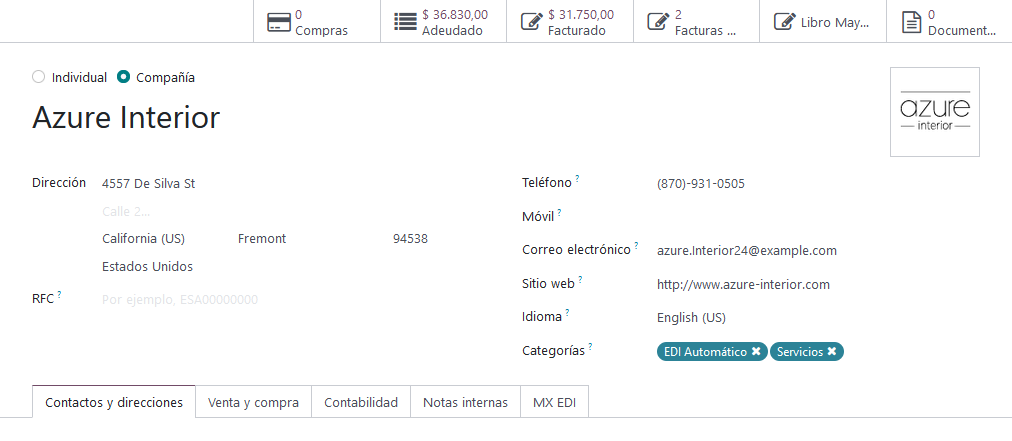 0
Compras
$ 36.830,00
Adeudado
$ 31.750,00
Facturado
2
Facturas ...
Libro May...
0
Document...
Individual Compañía
Azure Interior
azure
interior
Dirección 4557 De Silva St
Calle 2...
California (US) Fremont 94538
Estados Unidos
RFC ? Por ejemplo, ESA00000000
Teléfono ? (870)-931-0505
Móvil ?
Correo electrónico ? azure.Interior24@example.com
Sitio web ? http://www.azure-interior.com
Idioma ? English (US)
Categorías ? EDI Automático ✖ Servicios ✖
Contactos y direcciones Venta y compra Contabilidad Notas internas MX EDI